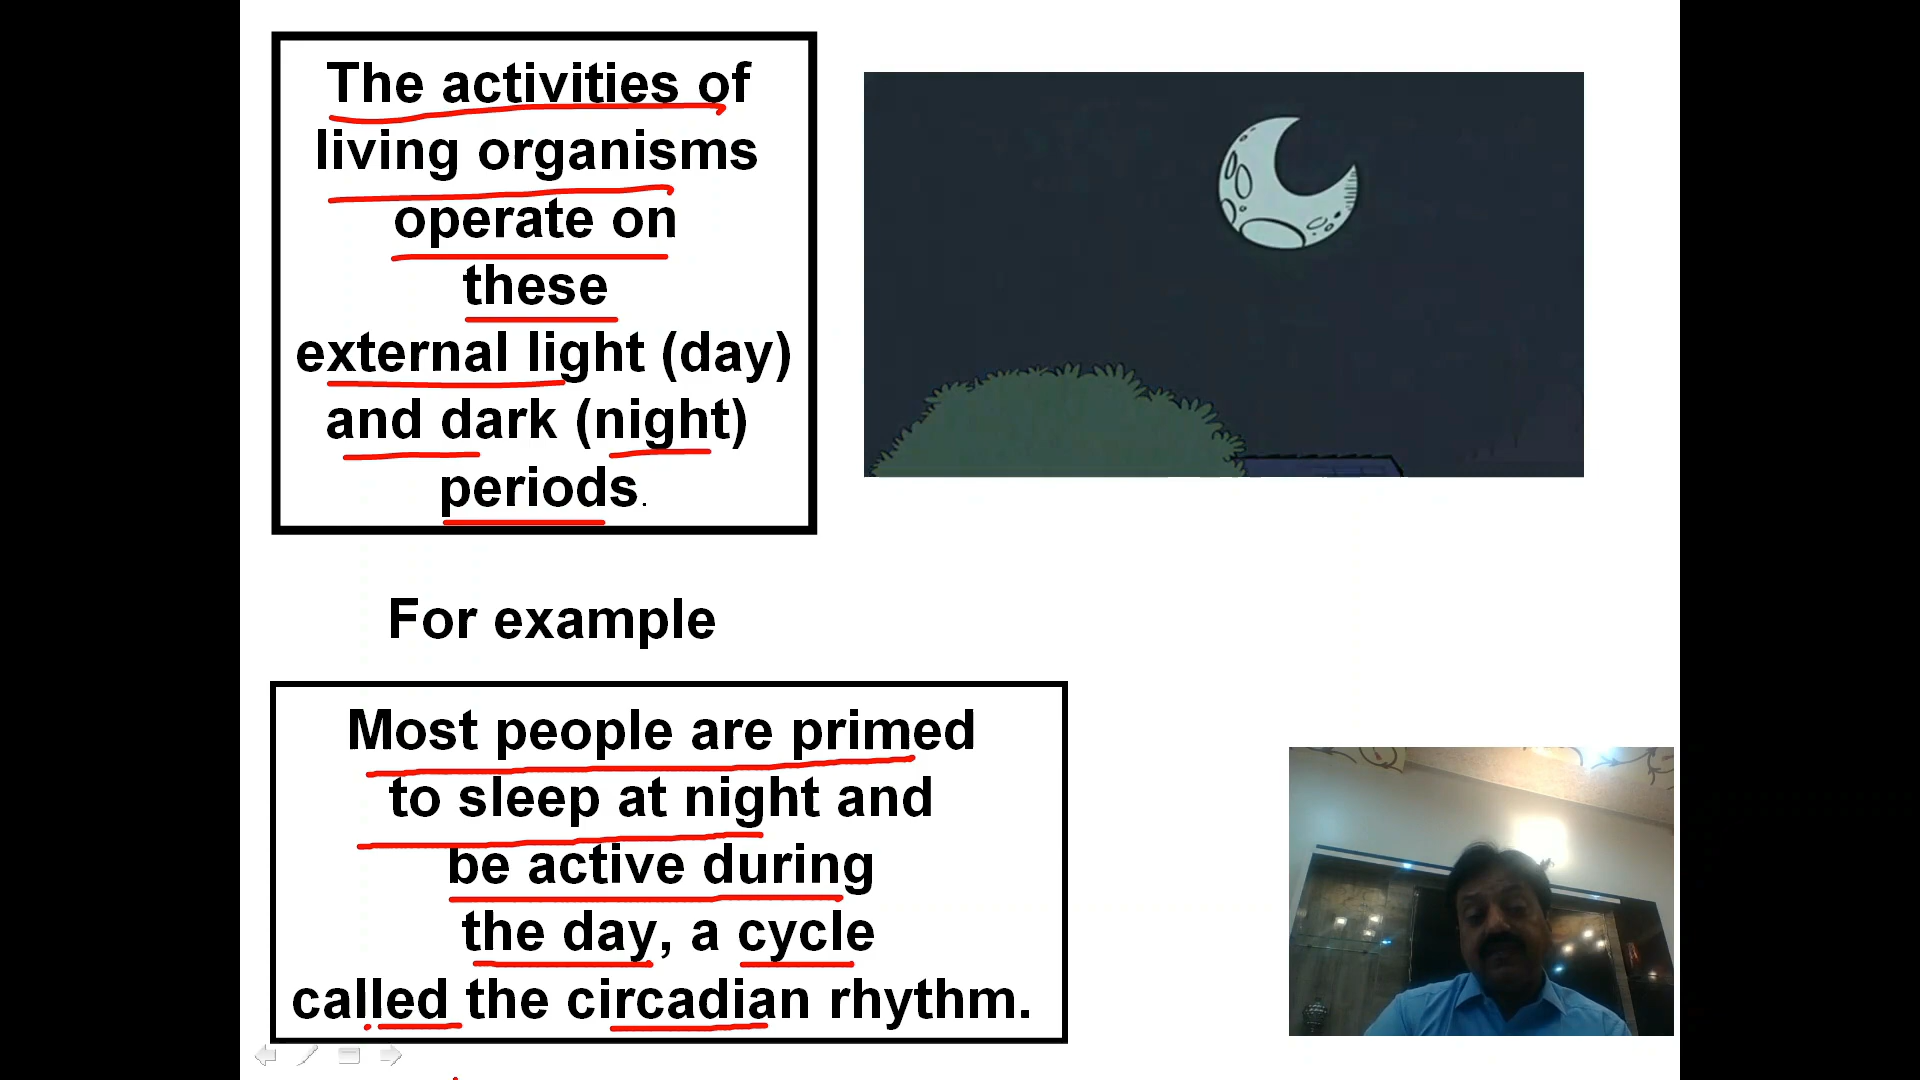 The activities of
living organisms
operate on
these
external light (day)
and dark (night)
periods.
For example
Most people are primed
to sleep at night and
be active during
the day, a cycle
called the circadian rhythm.